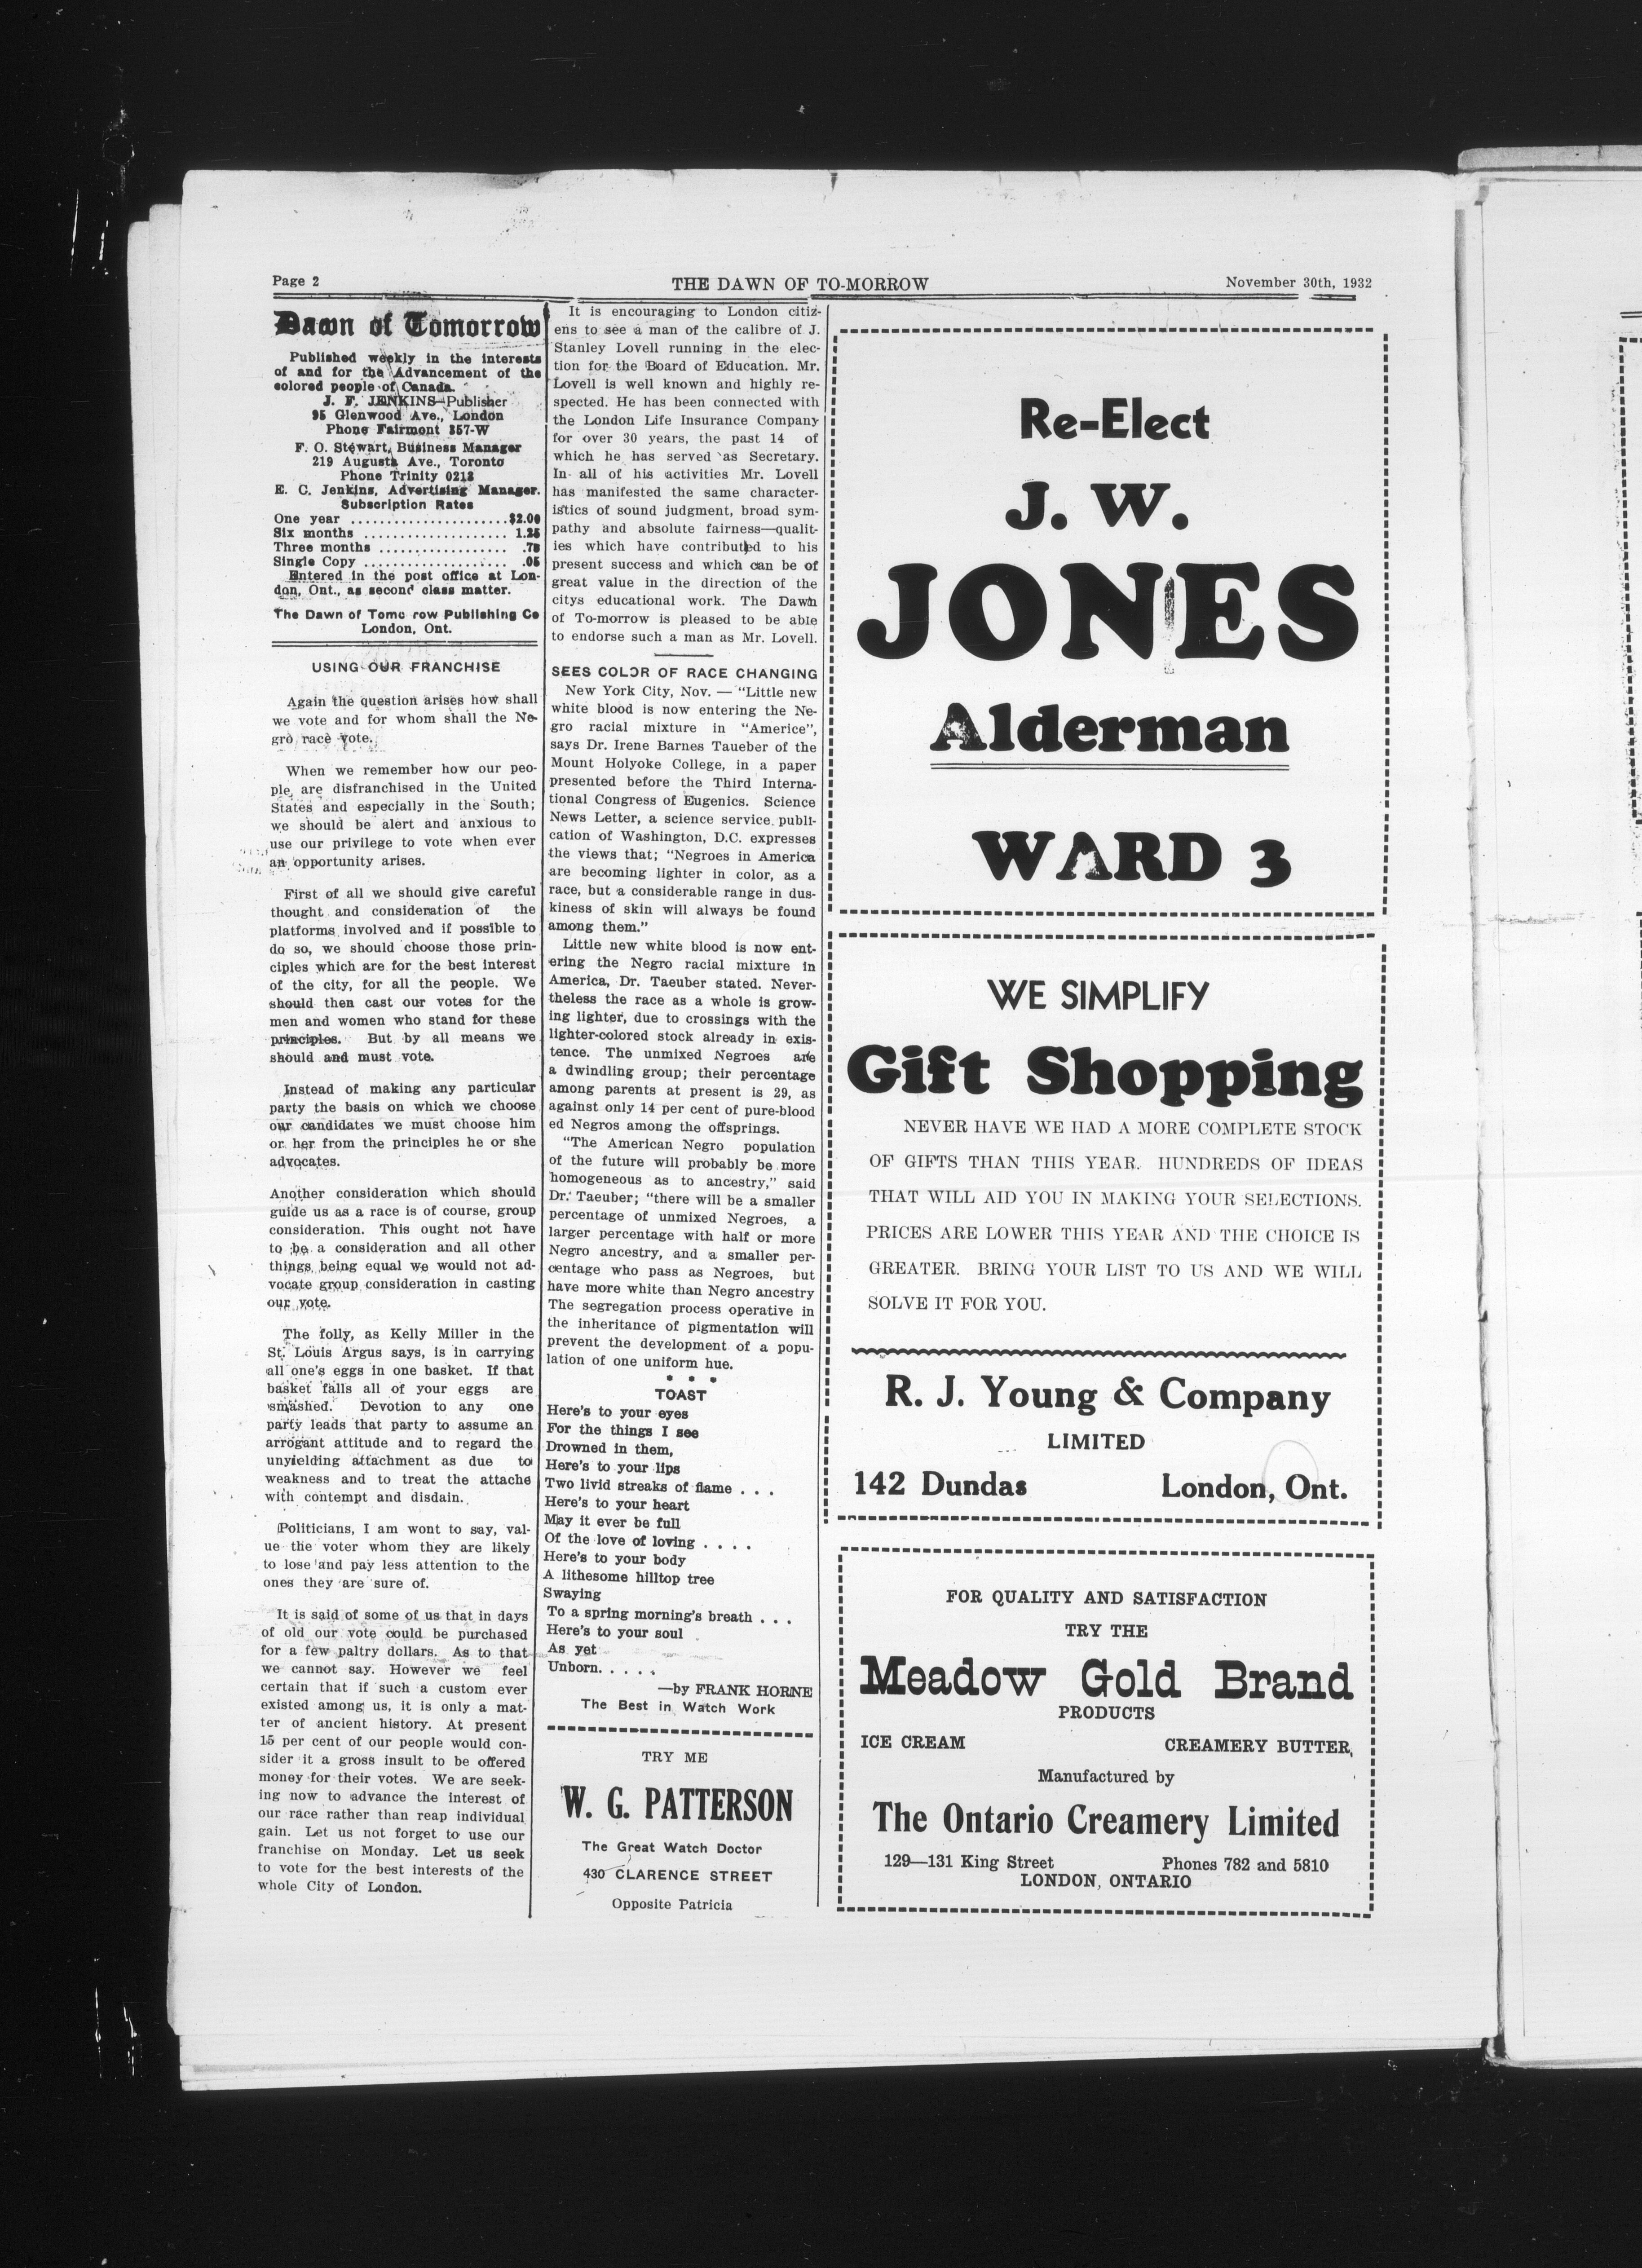 Page 2
THE DAWN OF TO-MORROW
November 30th, 1932
Dawn of Tomorrow
Published weekly in the interests
of and for the Advancement of the
colored people of Canada.
J. F. JENKINS—Publisher
95 Glenwood Ave., London
Phone Fairmont 357-W
F. O. Stewart, Business Manager
219 Augusta Ave., Toronto
Phone Trinity 0213
E. C. Jenkins, Advertising Manager.
Subscription Rates
One year ......................$2.00
Six months .................... 1.25
Three months .................. .75
Single Copy .................... .05
Entered in the post office at Lon-
don, Ont., as second class matter.
The Dawn of Tomo row Publishing Co
London, Ont.
USING OUR FRANCHISE
Again the question arises how shall
we vote and for whom shall the Ne-
gro race vote.
When we remember how our peo-
ple are disfranchised in the United
States and especially in the South;
we should be alert and anxious to
use our privilege to vote when ever
an opportunity arises.
First of all we should give careful
thought and consideration of the
platforms involved and if possible to
do so, we should choose those prin-
ciples which are for the best interest
of the city, for all the people. We
should then cast our votes for the
men and women who stand for these
principles. But by all means we
should and must vote.
Instead of making any particular
party the basis on which we choose
our candidates we must choose him
or her from the principles he or she
advocates.
Another consideration which should
guide us as a race is of course, group
consideration. This ought not have
to be a consideration and all other
things being equal we would not ad-
vocate group consideration in casting
our vote.
The folly, as Kelly Miller in the
St. Louis Argus says, is in carrying
all one's eggs in one basket. If that
basket falls all of your eggs are
smashed. Devotion to any one
party leads that party to assume an
arrogant attitude and to regard the
unyielding attachment as due to
weakness and to treat the attache
with contempt and disdain.
Politicians, I am wont to say, val-
ue the voter whom they are likely
to lose and pay less attention to the
ones they are sure of.
It is said of some of us that in days
of old our vote could be purchased
for a few paltry dollars. As to that
we cannot say. However we feel
certain that if such a custom ever
existed among us, it is only a mat-
ter of ancient history. At present
15 per cent of our people would con-
sider it a gross insult to be offered
money for their votes. We are seek-
ing now to advance the interest of
our race rather than reap individual
gain. Let us not forget to use our
franchise on Monday. Let us seek
to vote for the best interests of the
whole City of London.
It is encouraging to London citiz-
ens to see a man of the calibre of J.
Stanley Lovell running in the elec-
tion for the Board of Education. Mr.
Lovell is well known and highly re-
spected. He has been connected with
the London Life Insurance Company
for over 30 years, the past 14 of
which he has served as Secretary.
In all of his activities Mr. Lovell
has manifested the same character-
istics of sound judgment, broad sym-
pathy and absolute fairness—qualit-
ies which have contributed to his
present success and which can be of
great value in the direction of the
citys educational work. The Dawn
of To-morrow is pleased to be able
to endorse such a man as Mr. Lovell.
SEES COLOR OF RACE CHANGING
New York City, Nov. — "Little new
white blood is now entering the Ne-
gro racial mixture in "Americe",
says Dr. Irene Barnes Taueber of the
Mount Holyoke College, in a paper
presented before the Third Interna-
tional Congress of Eugenics. Science
News Letter, a science service publi-
cation of Washington, D.C. expresses
the views that; "Negroes in America
are becoming lighter in color, as a
race, but a considerable range in dus-
kiness of skin will always be found
among them."
Little new white blood is now ent-
ering the Negro racial mixture in
America, Dr. Taeuber stated. Never-
theless the race as a whole is grow-
ing lighter, due to crossings with the
lighter-colored stock already in exis-
tence. The unmixed Negroes are
a dwindling group; their percentage
among parents at present is 29, as
against only 14 per cent of pure-blood
ed Negros among the offsprings.
"The American Negro population
of the future will probably be more
homogeneous as to ancestry," said
Dr. Taeuber; "there will be a smaller
percentage of unmixed Negroes, a
larger percentage with half or more
Negro ancestry, and a smaller per-
centage who pass as Negroes, but
have more white than Negro ancestry
The segregation process operative in
the inheritance of pigmentation will
prevent the development of a popu-
lation of one uniform hue.
* * *
TOAST
Here's to your eyes
For the things I see
Drowned in them,
Here's to your lips
Two livid streaks of flame . . .
Here's to your heart
May it ever be full
Of the love of loving . . . .
Here's to your body
A lithesome hilltop tree
Swaying
To a spring morning's breath . . .
Here's to your soul
As yet
Unborn. . . . .
—by FRANK HORNE
The Best in Watch Work
TRY ME
W. G. PATTERSON
The Great Watch Doctor
430 CLARENCE STREET
Opposite Patricia
Re-Elect
J. W.
JONES
Alderman
WARD 3
WE SIMPLIFY
Gift Shopping
NEVER HAVE WE HAD A MORE COMPLETE STOCK
OF GIFTS THAN THIS YEAR. HUNDREDS OF IDEAS
THAT WILL AID YOU IN MAKING YOUR SELECTIONS.
PRICES ARE LOWER THIS YEAR AND THE CHOICE IS
GREATER. BRING YOUR LIST TO US AND WE WILL
SOLVE IT FOR YOU.
R. J. Young & Company
LIMITED
142 Dundas London, Ont.
FOR QUALITY AND SATISFACTION
TRY THE
Meadow Gold Brand
PRODUCTS
ICE CREAM CREAMERY BUTTER,
Manufactured by
The Ontario Creamery Limited
129—131 King Street Phones 782 and 5810
LONDON, ONTARIO